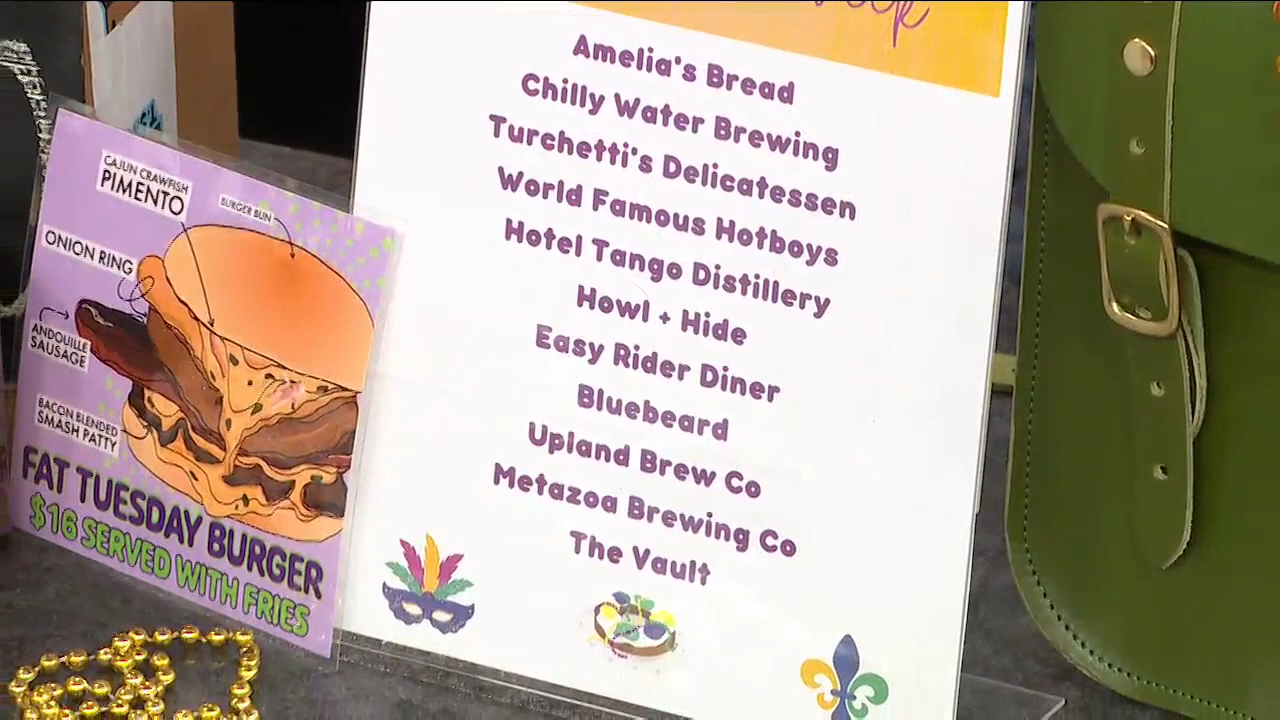 CAJUN CRAWFISH
PIMENTO
BURGER BUN
ONION RING
ANDOUILLE
SAUSAGE
BACON BLENDED
SMASH PATTY
FAT TUESDAY BURGER
$16 SERVED WITH FRIES
Amelia's Bread
Chilly Water Brewing
Turchetti's Delicatessen
World Famous Hotboys
Hotel Tango Distillery
Howl + Hide
Easy Rider Diner
Bluebeard
Upland Brew Co
Metazoa Brewing Co
The Vault